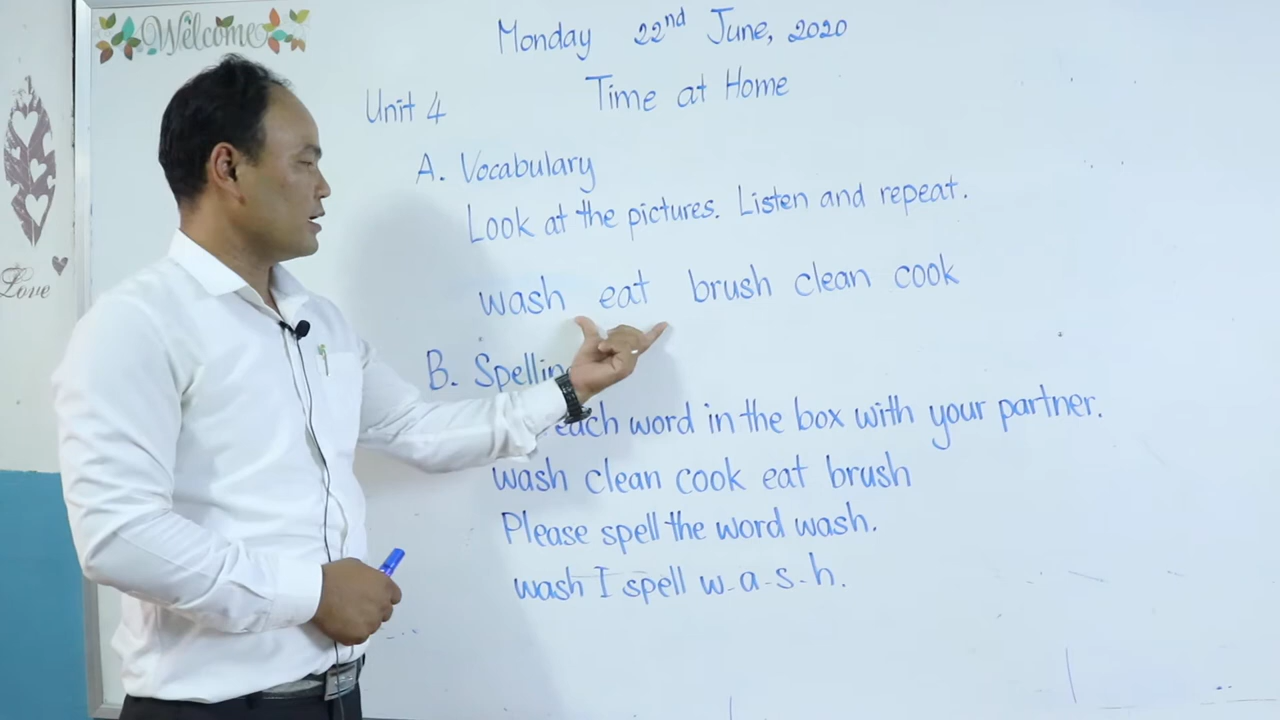 Welcome
Monday 22nd June, 2020
Time at Home
Unit 4
A. Vocabulary
Look at the pictures. Listen and repeat.
wash eat brush clean cook
B.
word in the box with your partner.
wash clean cook eat brush
Please spell the word wash.
wash I spell w-a-s-h.
Love